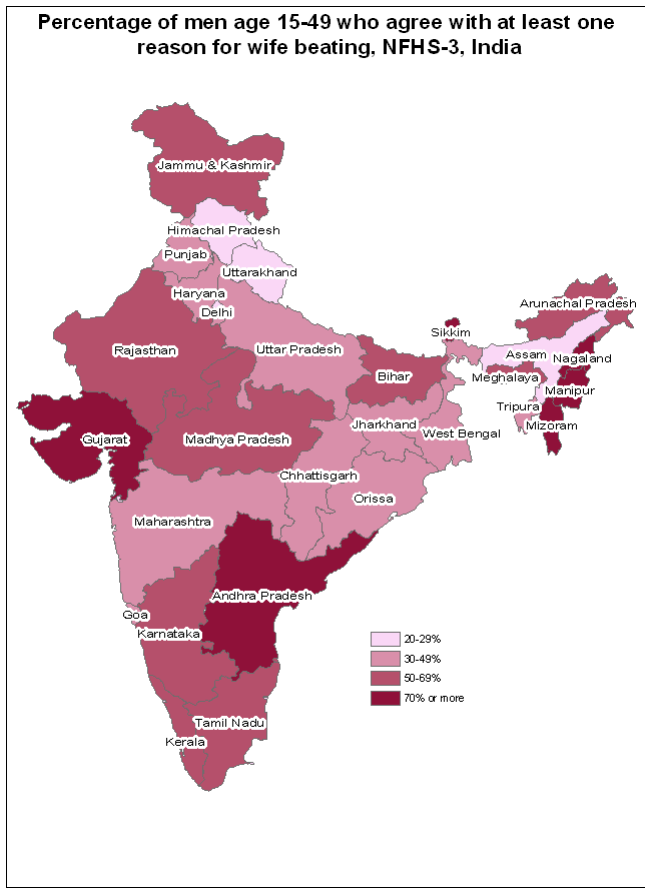 Percentage of men age 15-49 who agree with at least one
reason for wife beating, NFHS-3, India
Jammu & Kashmir
Himachal Pradesh
Punjab
Uttarakhand
Haryana
Delhi
Arunachal Pradesh
Sikkim
Rajasthan
Uttar Pradesh
Assam
Nagaland
Bihar
Meghalaya
Manipur
Tripura
Mizoram
Gujarat
Madhya Pradesh
Jharkhand
West Bengal
Chhattisgarh
Orissa
Maharashtra
Andhra Pradesh
Goa
Karnataka
Tamil Nadu
Kerala
20-29%
30-49%
50-69%
70% or more